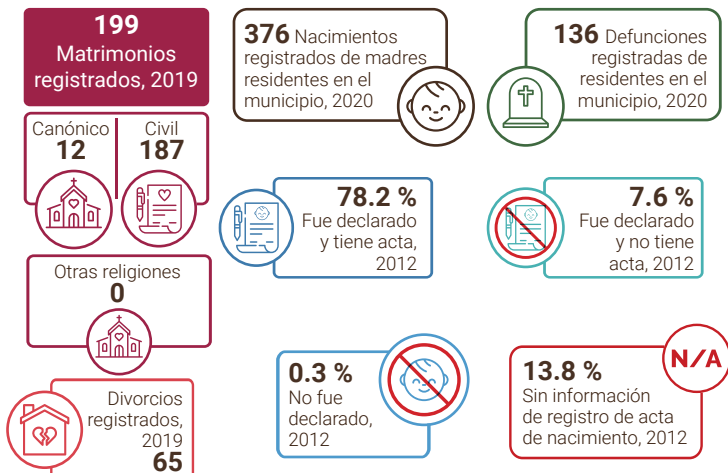 199
Matrimonios
registrados, 2019
Canónico
12
Civil
187
Otras religiones
0
Divorcios
registrados,
2019
65
376 Nacimientos
registrados de madres
residentes en el
municipio, 2020
136 Defunciones
registradas de
residentes en el
municipio, 2020
78.2 %
Fue declarado
y tiene acta,
2012
7.6 %
Fue declarado
y no tiene
acta, 2012
0.3 %
No fue
declarado,
2012
N/A
13.8 %
Sin información
de registro de acta
de nacimiento, 2012